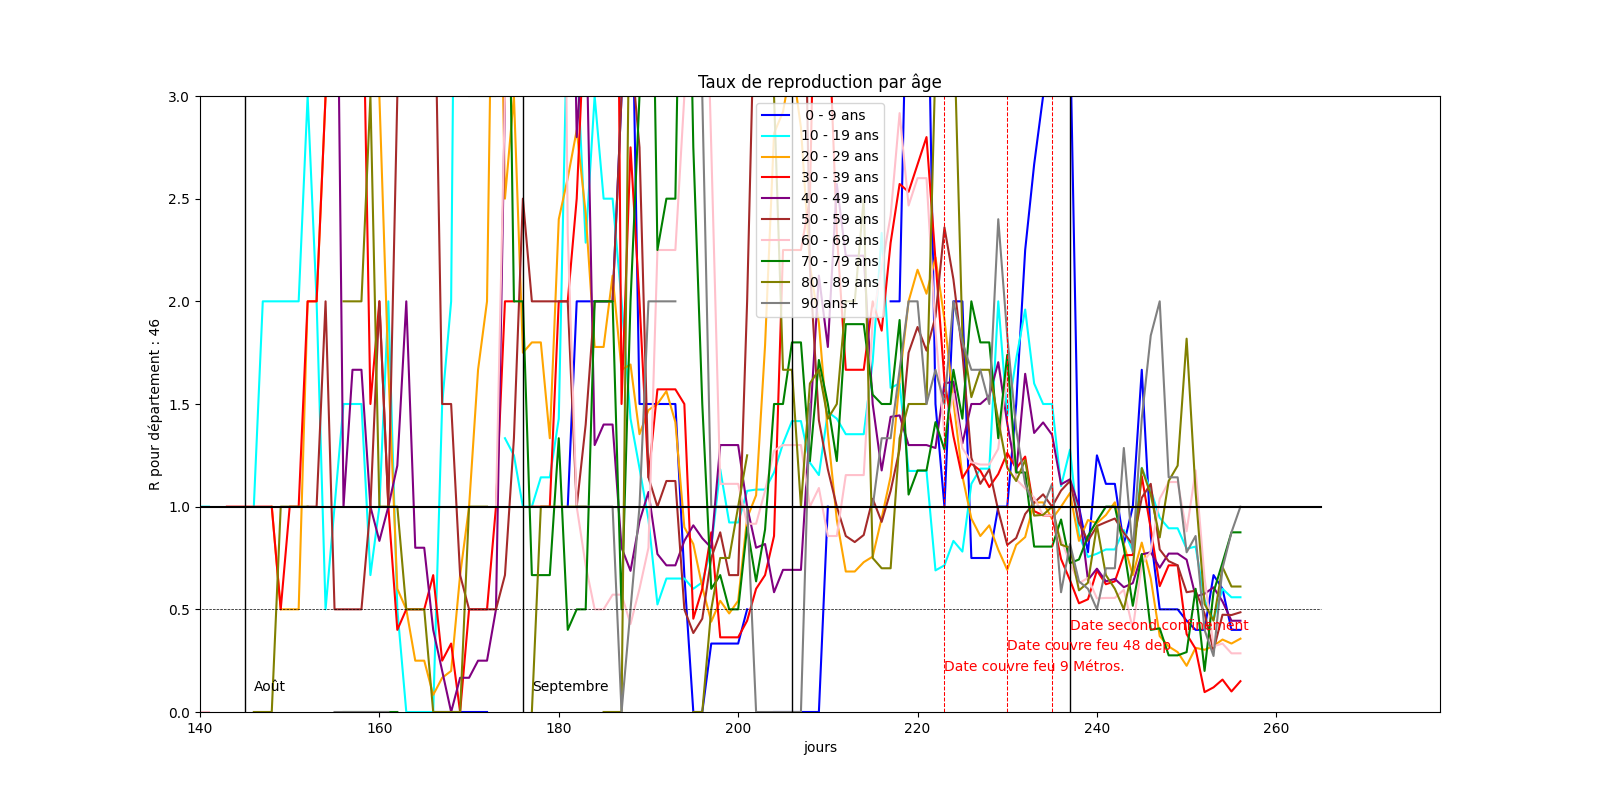 Taux de reproduction par âge
3.0
2.5
2.0
1.5
1.0
0.5
0.0
R pour département : 46
0 - 9 ans
10 - 19 ans
20 - 29 ans
30 - 39 ans
40 - 49 ans
50 - 59 ans
60 - 69 ans
70 - 79 ans
80 - 89 ans
90 ans+
Date second confinement
Date couvre feu 48 dep
Date couvre feu 9 Métros.
Août
Septembre
140
160
180
200
220
240
260
jours